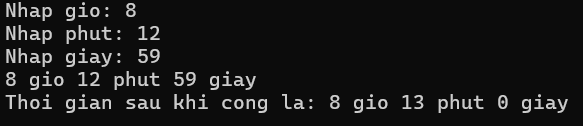 Nhap gio: 8
Nhap phut: 12
Nhap giay: 59
8 gio 12 phut 59 giay
Thoi gian sau khi cong la: 8 gio 13 phut 0 giay